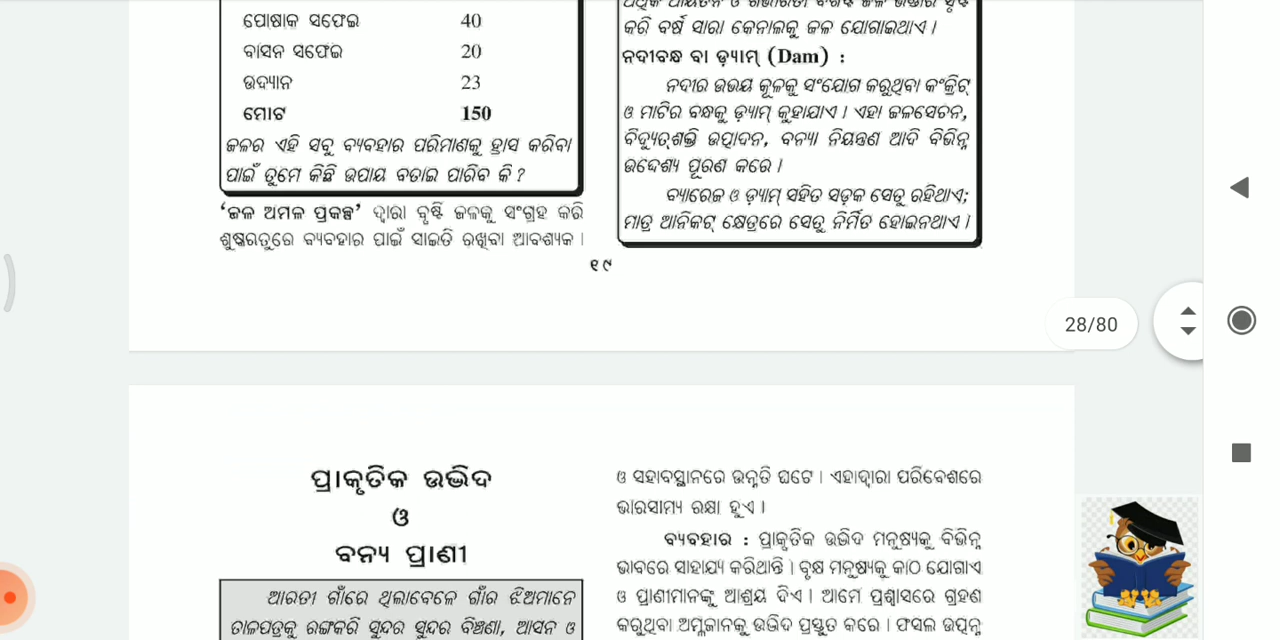 ପୋଷାକ ସଫେଇ 40
ବାସନ ସଫେଇ 20
ଉଦ୍ୟାନ 23
ମୋଟ 150
ଜଳର ଏହି ସବୁ ବ୍ୟବହାର ପରିମାଣକୁ ହ୍ରାସ କରିବା
ପାଇଁ ତୁମେ କିଛି ଉପାୟ ବତାଇ ପାରିବ କି ?
‘ଜଳ ଅମଳ ପ୍ରକଳ୍ପ’ ଦ୍ୱାରା ବୃଷ୍ଟି ଜଳକୁ ସଂଗ୍ରହ କରି
ଶୁଷ୍କଋତୁରେ ବ୍ୟବହାର ପାଇଁ ସାଇତି ରଖିବା ଆବଶ୍ୟକ ।
କରି ବର୍ଷ ସାରା କେନାଲକୁ ଜଳ ଯୋଗାଇଥାଏ ।
ନଦୀବନ୍ଧ ବା ଡ୍ୟାମ୍ (Dam) :
ନଦୀର ଉଭୟ କୂଳକୁ ସଂଯୋଗ କରୁଥିବା କଂକ୍ରିଟ୍
ଓ ମାଟିର ବନ୍ଧକୁ ଡ୍ୟାମ୍ କୁହାଯାଏ । ଏହା ଜଳସେଚନ,
ବିଦ୍ୟୁତ୍‌ଶକ୍ତି ଉତ୍ପାଦନ, ବନ୍ୟା ନିୟନ୍ତ୍ରଣ ଆଦି ବିଭିନ୍ନ
ଉଦ୍ଦେଶ୍ୟ ପୂରଣ କରେ ।
ବ୍ୟାରେଜ ଓ ଡ୍ୟାମ୍ ସହିତ ସଡ଼କ ସେତୁ ରହିଥାଏ;
ମାତ୍ର ଆନିକଟ୍ କ୍ଷେତ୍ରରେ ସେତୁ ନିର୍ମିତ ହୋଇନଥାଏ ।
୧୯
28/80
ପ୍ରାକୃତିକ ଉଦ୍ଭିଦ
ଓ
ବନ୍ୟ ପ୍ରାଣୀ
ଆରତୀ ଗାଁରେ ଥିଲାବେଳେ ଗାଁର ଝିଅମାନେ
ତାଳପତ୍ରକୁ ରଙ୍ଗକରି ସୁନ୍ଦର ସୁନ୍ଦର ବିଞ୍ଚଣା, ଆସନ ଓ
ଓ ସହାବସ୍ଥାନରେ ଉନ୍ନତି ଘଟେ । ଏହାଦ୍ୱାରା ପରିବେଶରେ
ଭାରସାମ୍ୟ ରକ୍ଷା ହୁଏ ।
ବ୍ୟବହାର : ପ୍ରାକୃତିକ ଉଦ୍ଭିଦ ମନୁଷ୍ୟକୁ ବିଭିନ୍ନ
ଭାବରେ ସାହାଯ୍ୟ କରିଥାନ୍ତି । ବୃକ୍ଷ ମନୁଷ୍ୟକୁ କାଠ ଯୋଗାଏ
ଓ ପ୍ରାଣୀମାନଙ୍କୁ ଆଶ୍ରୟ ଦିଏ । ଆମେ ପ୍ରଶ୍ୱାସରେ ଗ୍ରହଣ
କରୁଥିବା ଅମ୍ଳଜାନକୁ ଉଦ୍ଭିଦ ପ୍ରସ୍ତୁତ କରେ । ଫସଲ ଉତ୍ପନ୍ନ